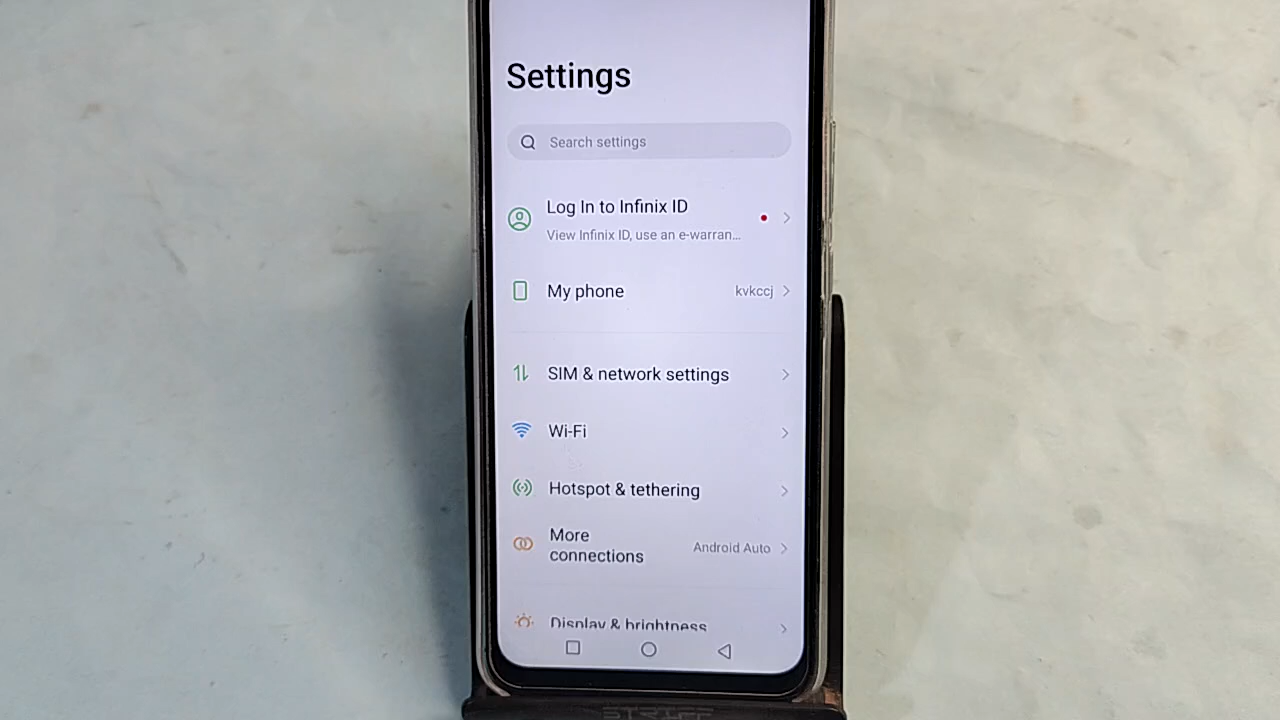 Settings
Search settings
Log In to Infinix ID
View Infinix ID, use an e-warran...
My phone
kvkccj
SIM & network settings
Wi-Fi
Hotspot & tethering
More
connections
Android Auto
Display & brightness
STRIFF